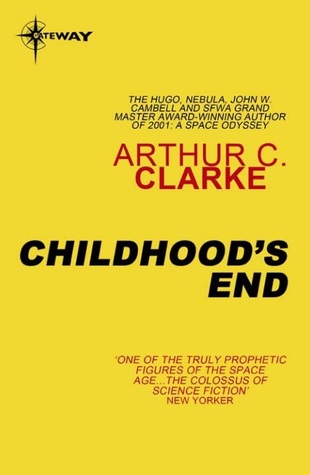 GATEWAY
THE HUGO, NEBULA, JOHN W.
CAMBELL AND SFWA GRAND
MASTER AWARD-WINNING AUTHOR
OF 2001: A SPACE ODYSSEY
ARTHUR C.
CLARKE
CHILDHOOD'S
END
'ONE OF THE TRULY PROPHETIC
FIGURES OF THE SPACE
AGE...THE COLOSSUS OF
SCIENCE FICTION'
NEW YORKER